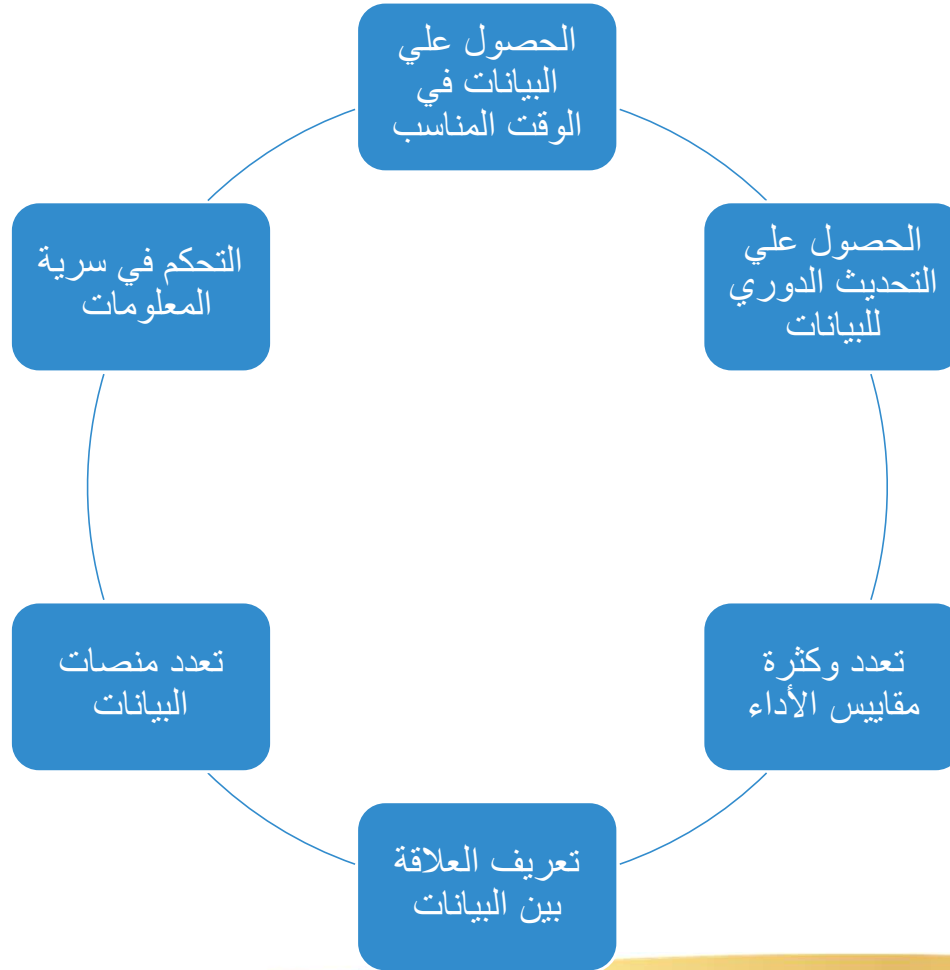 الحصول علي
البيانات في
الوقت المناسب
الحصول علي
التحديث الدوري
للبيانات
تعدد وكثرة
مقاييس الأداء
تعريف العلاقة
بين البيانات
تعدد منصات
البيانات
التحكم في سرية
المعلومات